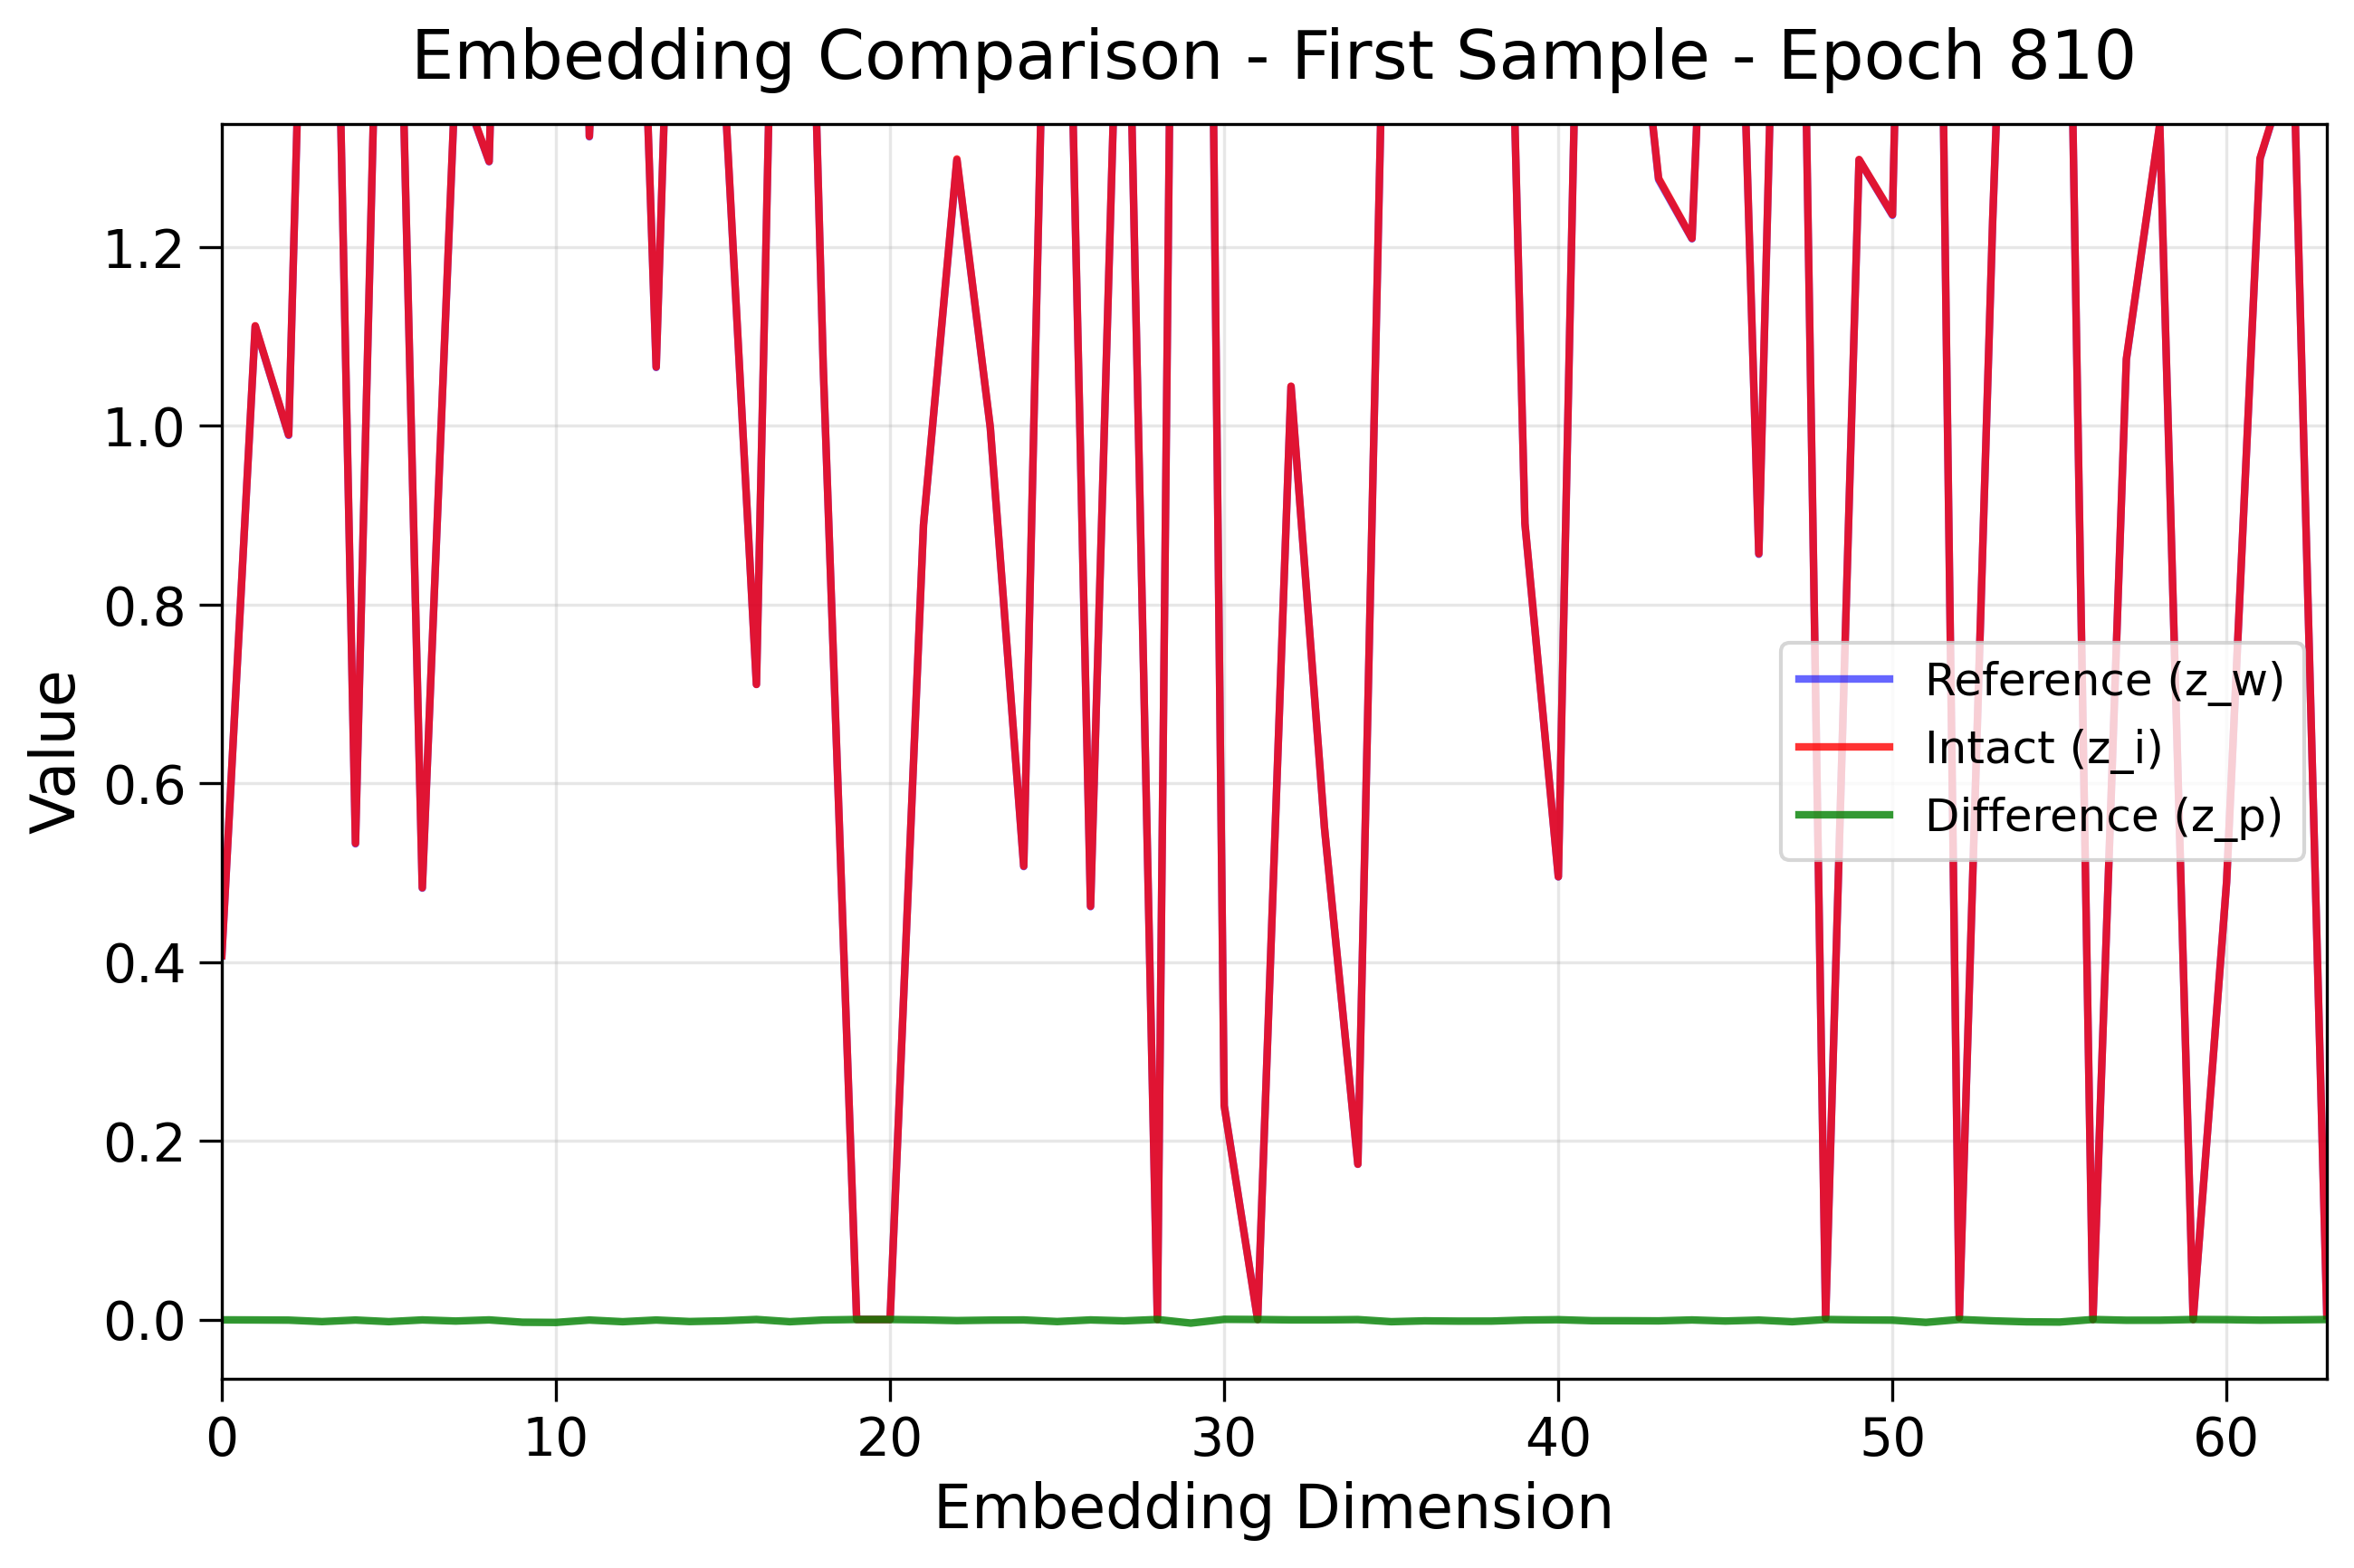 Embedding Comparison - First Sample - Epoch 810
Value
1.2
1.0
0.8
0.6
0.4
0.2
0.0
Reference (z_w)
Intact (z_i)
Difference (z_p)
0 10 20 30 40 50 60
Embedding Dimension